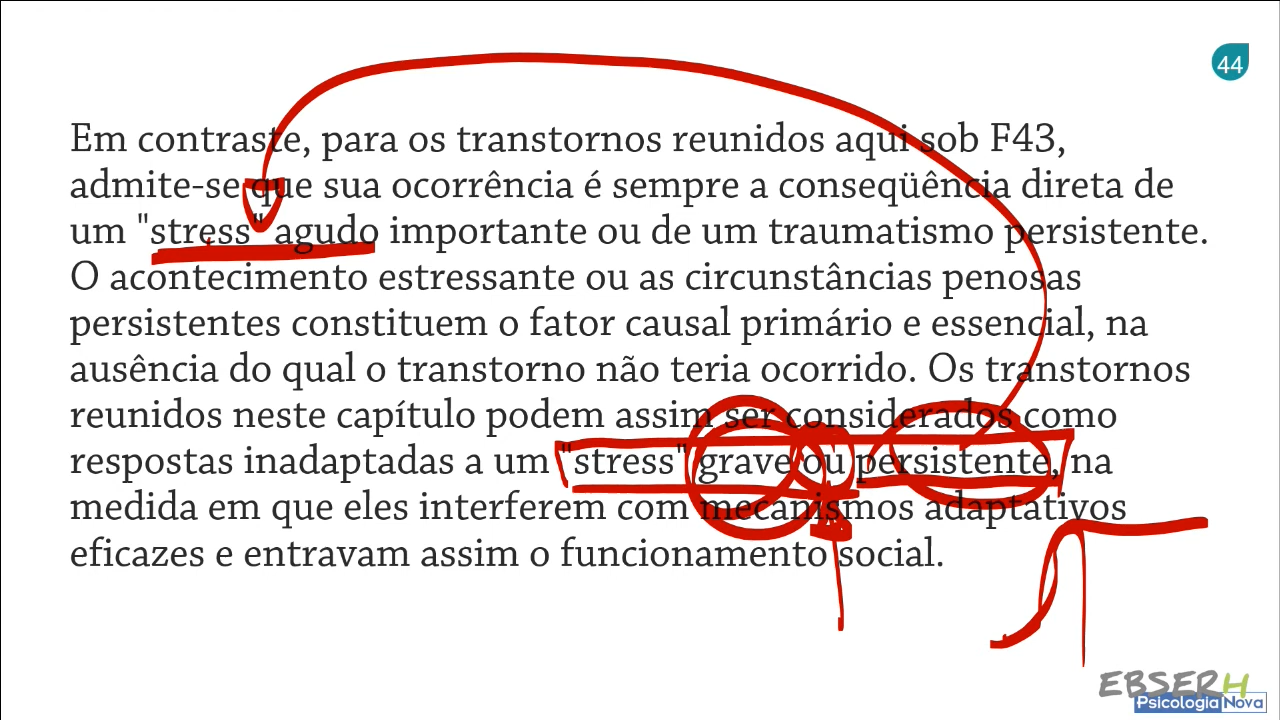 44
Em contraste, para os transtornos reunidos aqui sob F43,
admite-se que sua ocorrência é sempre a conseqüência direta de
um "stress" agudo importante ou de um traumatismo persistente.
O acontecimento estressante ou as circunstâncias penosas
persistentes constituem o fator causal primário e essencial, na
ausência do qual o transtorno não teria ocorrido. Os transtornos
reunidos neste capítulo podem assim ser considerados como
respostas inadaptadas a um "stress" grave ou persistente, na
medida em que eles interferem com mecanismos adaptativos
eficazes e entravam assim o funcionamento social.
EBSERH
Psicologia Nova